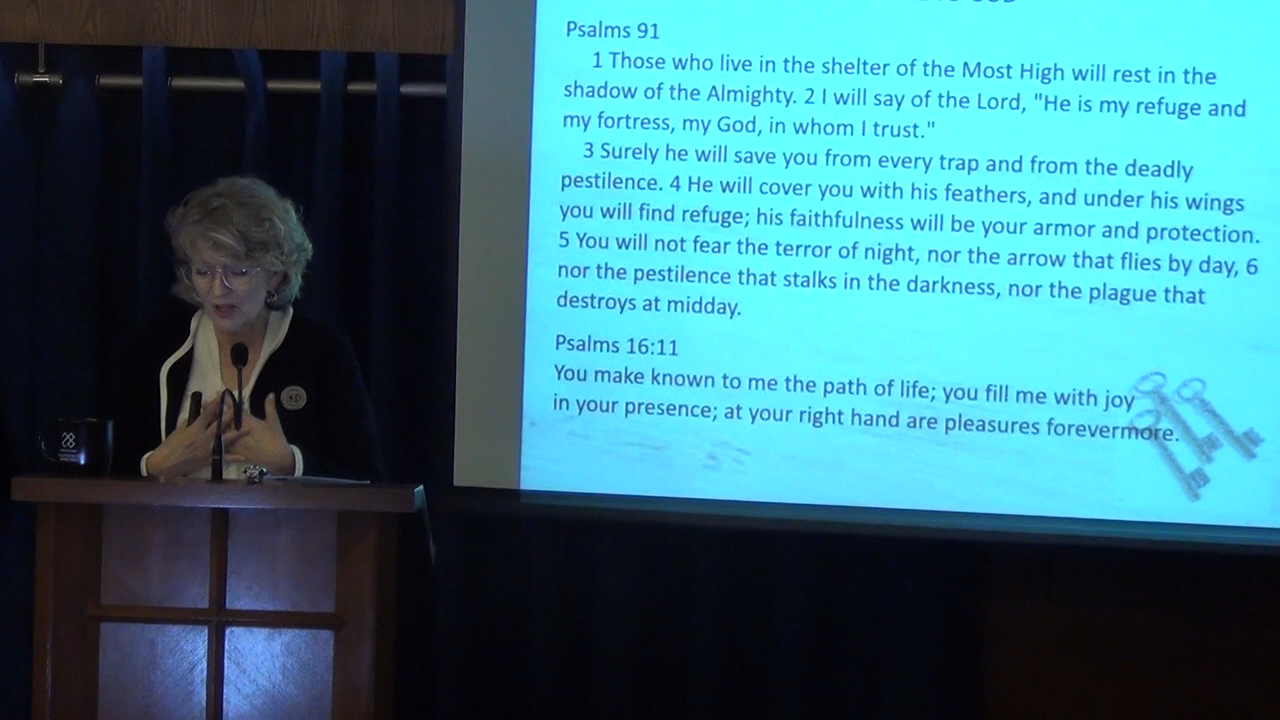 GOD
Psalms 91
1 Those who live in the shelter of the Most High will rest in the
shadow of the Almighty. 2 I will say of the Lord, "He is my refuge and
my fortress, my God, in whom I trust."
3 Surely he will save you from every trap and from the deadly
pestilence. 4 He will cover you with his feathers, and under his wings
you will find refuge; his faithfulness will be your armor and protection.
5 You will not fear the terror of night, nor the arrow that flies by day, 6
nor the pestilence that stalks in the darkness, nor the plague that
destroys at midday.
Psalms 16:11
You make known to me the path of life; you fill me with joy
in your presence; at your right hand are pleasures forevermore.